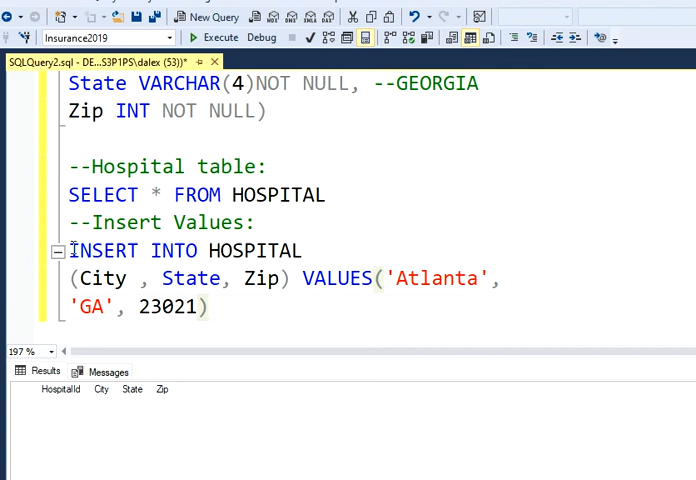 New Query
Insurance2019
Execute
Debug
SQLQuery2.sql - DE...S3P1PS\dalex (53))*
State VARCHAR(4)NOT NULL, --GEORGIA
Zip INT NOT NULL)
--Hospital table:
SELECT * FROM HOSPITAL
--Insert Values:
INSERT INTO HOSPITAL
(City , State, Zip) VALUES('Atlanta',
'GA', 23021)
197 %
Results
Messages
HospitalId City State Zip